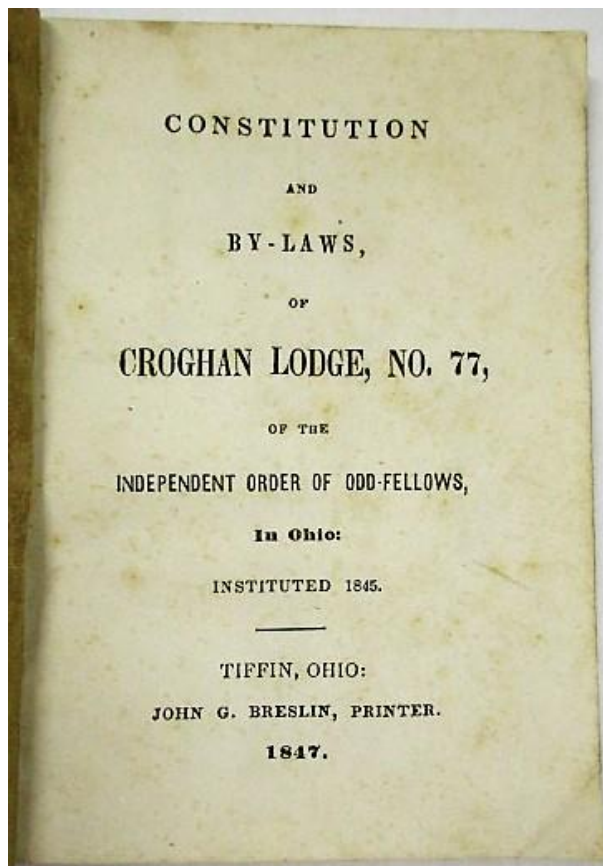 CONSTITUTION
AND
BY-LAWS,
OF
CROGHAN LODGE, NO. 77,
OF THE
INDEPENDENT ORDER OF ODD-FELLOWS,
In Ohio:
INSTITUTED 1845.
TIFFIN, OHIO:
JOHN G. BRESLIN, PRINTER.
1847.